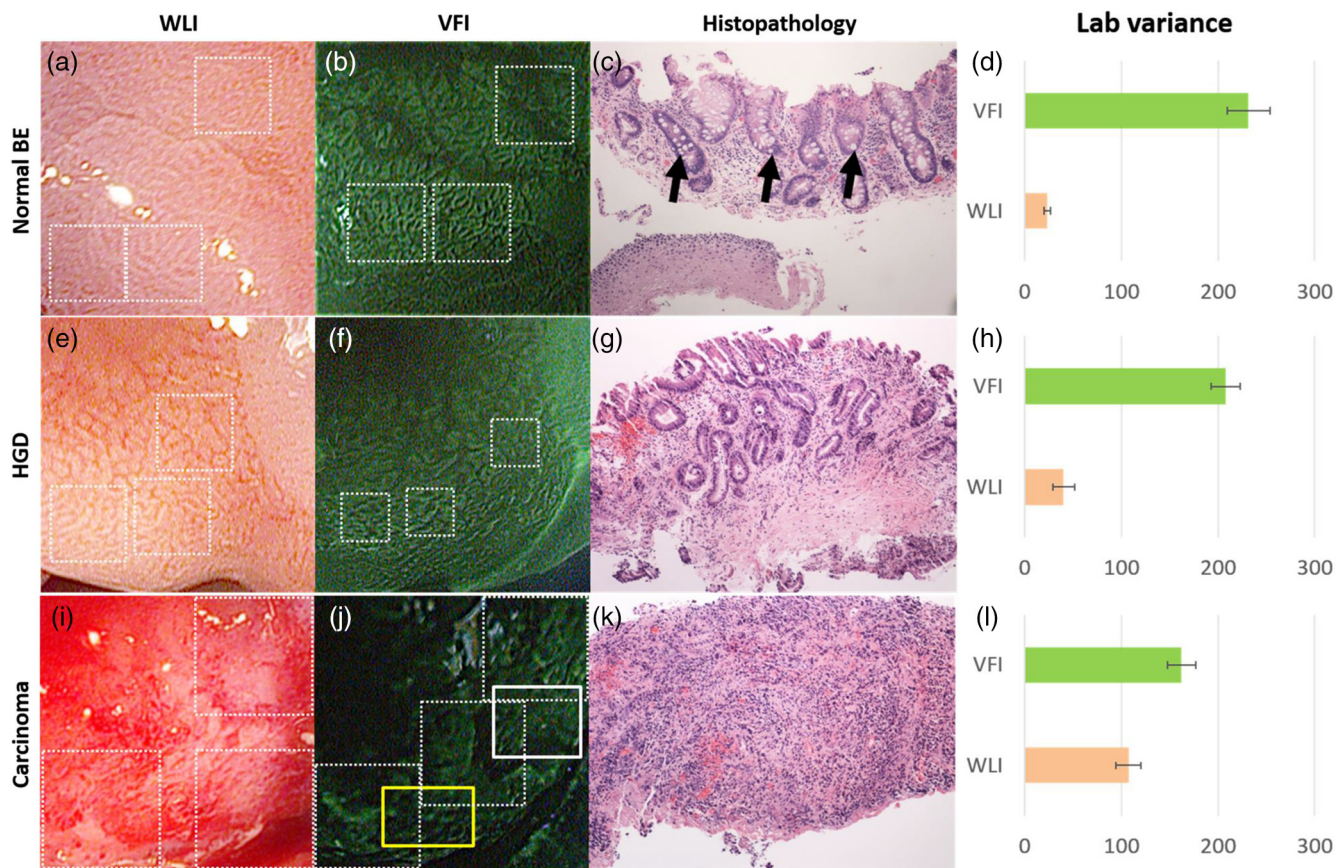 WLI VFI Histopathology Lab variance
Normal BE
(a) (b) (c) (d)
VFI
WLI
0 100 200 300
HGD
(e) (f) (g) (h)
VFI
WLI
0 100 200 300
Carcinoma
(i) (j) (k) (l)
VFI
WLI
0 100 200 300